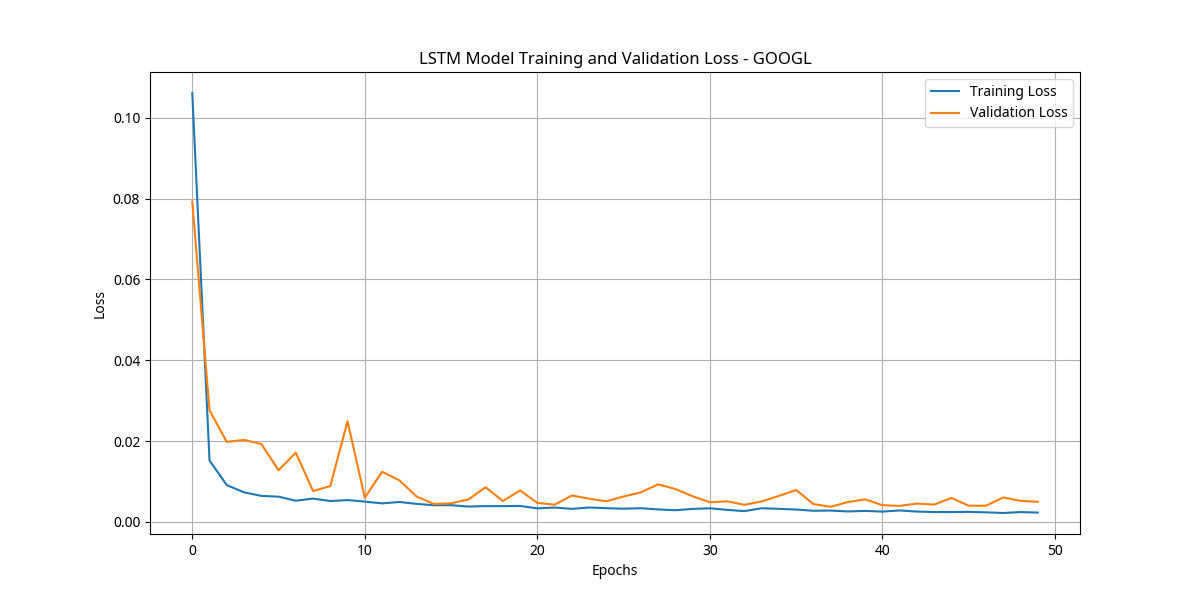 LSTM Model Training and Validation Loss - GOOGL
Training Loss
Validation Loss
Loss
0.10
0.08
0.06
0.04
0.02
0.00
0 10 20 30 40 50
Epochs